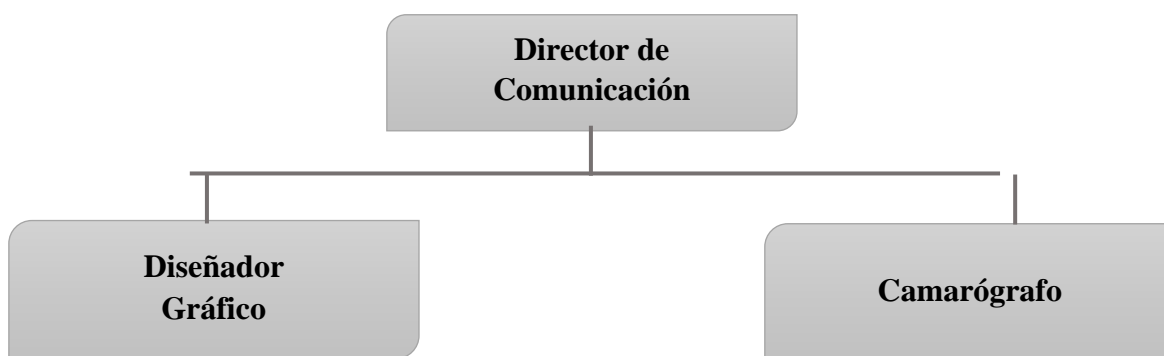 Director de
Comunicación
Diseñador
Gráfico
Camarógrafo